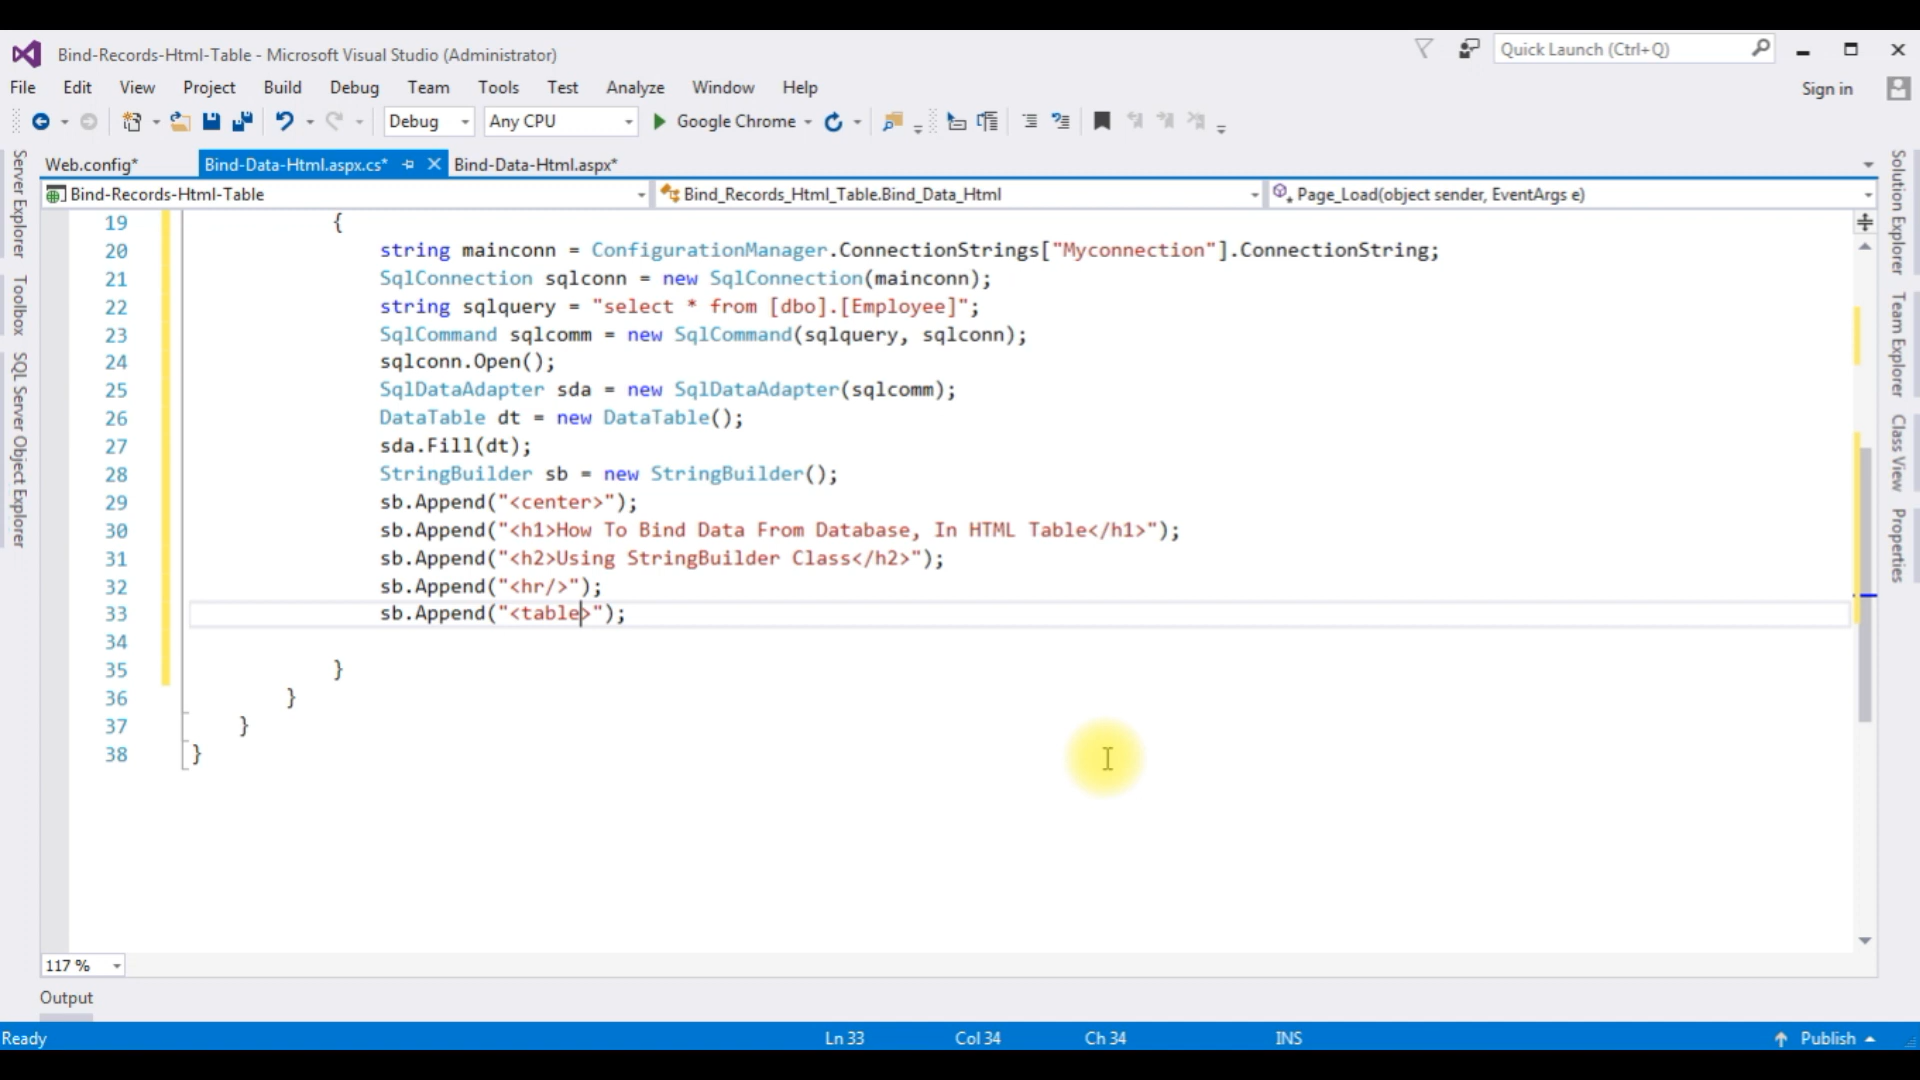 Bind-Records-Html-Table - Microsoft Visual Studio (Administrator)
Quick Launch (Ctrl+Q)
File Edit View Project Build Debug Team Tools Test Analyze Window Help
Sign in
Debug Any CPU Google Chrome
Web.config* Bind-Data-Html.aspx.cs* Bind-Data-Html.aspx*
Bind-Records-Html-Table Bind_Records_Html_Table.Bind_Data_Html Page_Load(object sender, EventArgs e)
Server Explorer
Toolbox
SQL Server Object Explorer
19 {
20 string mainconn = ConfigurationManager.ConnectionStrings["Myconnection"].ConnectionString;
21 SqlConnection sqlconn = new SqlConnection(mainconn);
22 string sqlquery = "select * from [dbo].[Employee]";
23 SqlCommand sqlcomm = new SqlCommand(sqlquery, sqlconn);
24 sqlconn.Open();
25 SqlDataAdapter sda = new SqlDataAdapter(sqlcomm);
26 DataTable dt = new DataTable();
27 sda.Fill(dt);
28 StringBuilder sb = new StringBuilder();
29 sb.Append("<center>");
30 sb.Append("<h1>How To Bind Data From Database, In HTML Table</h1>");
31 sb.Append("<h2>Using StringBuilder Class</h2>");
32 sb.Append("<hr/>");
33 sb.Append("<table>");
34
35 }
36 }
37 }
38 }
Solution Explorer
Team Explorer
Class View
Properties
117 %
Output
Ready Ln 33 Col 34 Ch 34 INS Publish